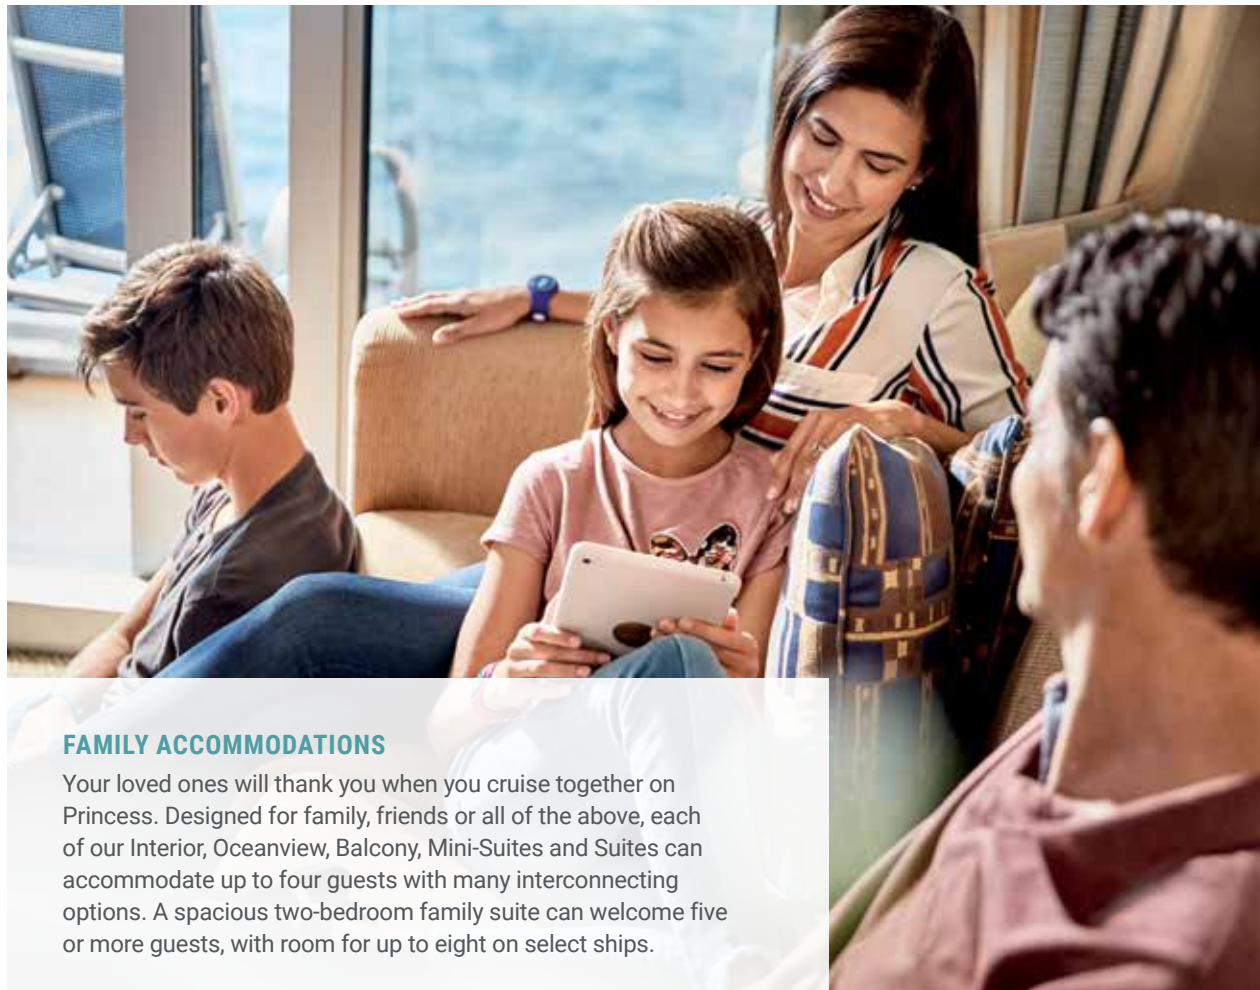 FAMILY ACCOMMODATIONS
Your loved ones will thank you when you cruise together on
Princess. Designed for family, friends or all of the above, each
of our Interior, Oceanview, Balcony, Mini-Suites and Suites can
accommodate up to four guests with many interconnecting
options. A spacious two-bedroom family suite can welcome five
or more guests, with room for up to eight on select ships.